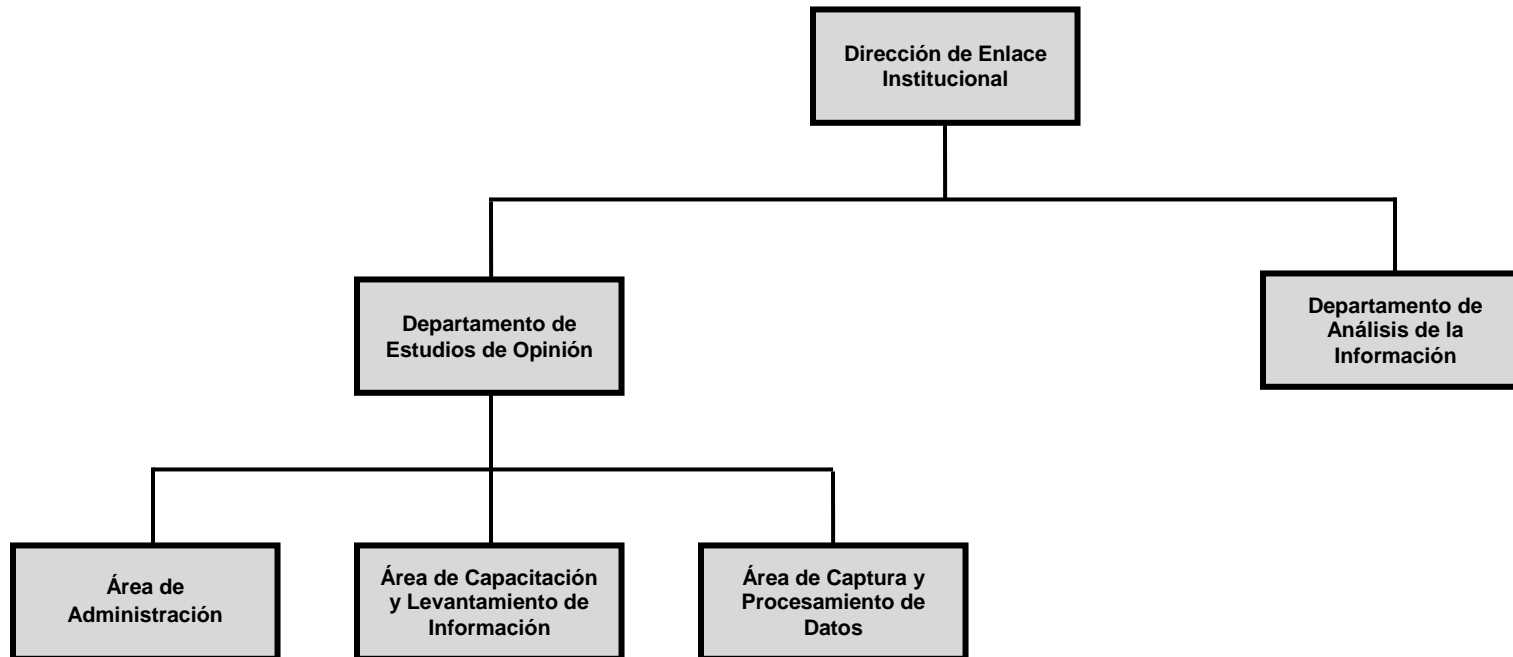 Dirección de Enlace
Institucional
Departamento de
Estudios de Opinión
Departamento de
Análisis de la
Información
Área de
Administración
Área de Capacitación
y Levantamiento de
Información
Área de Captura y
Procesamiento de
Datos